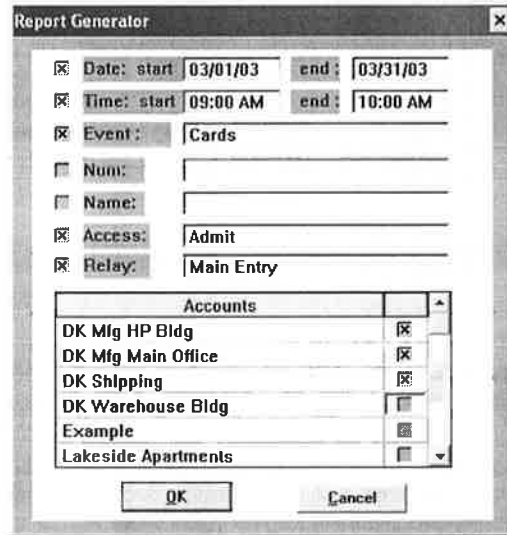 Report Generator
Date: start 03/01/03 end: 03/31/03
Time: start 09:00 AM end: 10:00 AM
Event: Cards
Num:
Name:
Access: Admit
Relay: Main Entry
Accounts
DK Mfg HP Bldg
DK Mfg Main Office
DK Shipping
DK Warehouse Bldg
Example
Lakeside Apartments
OK Cancel